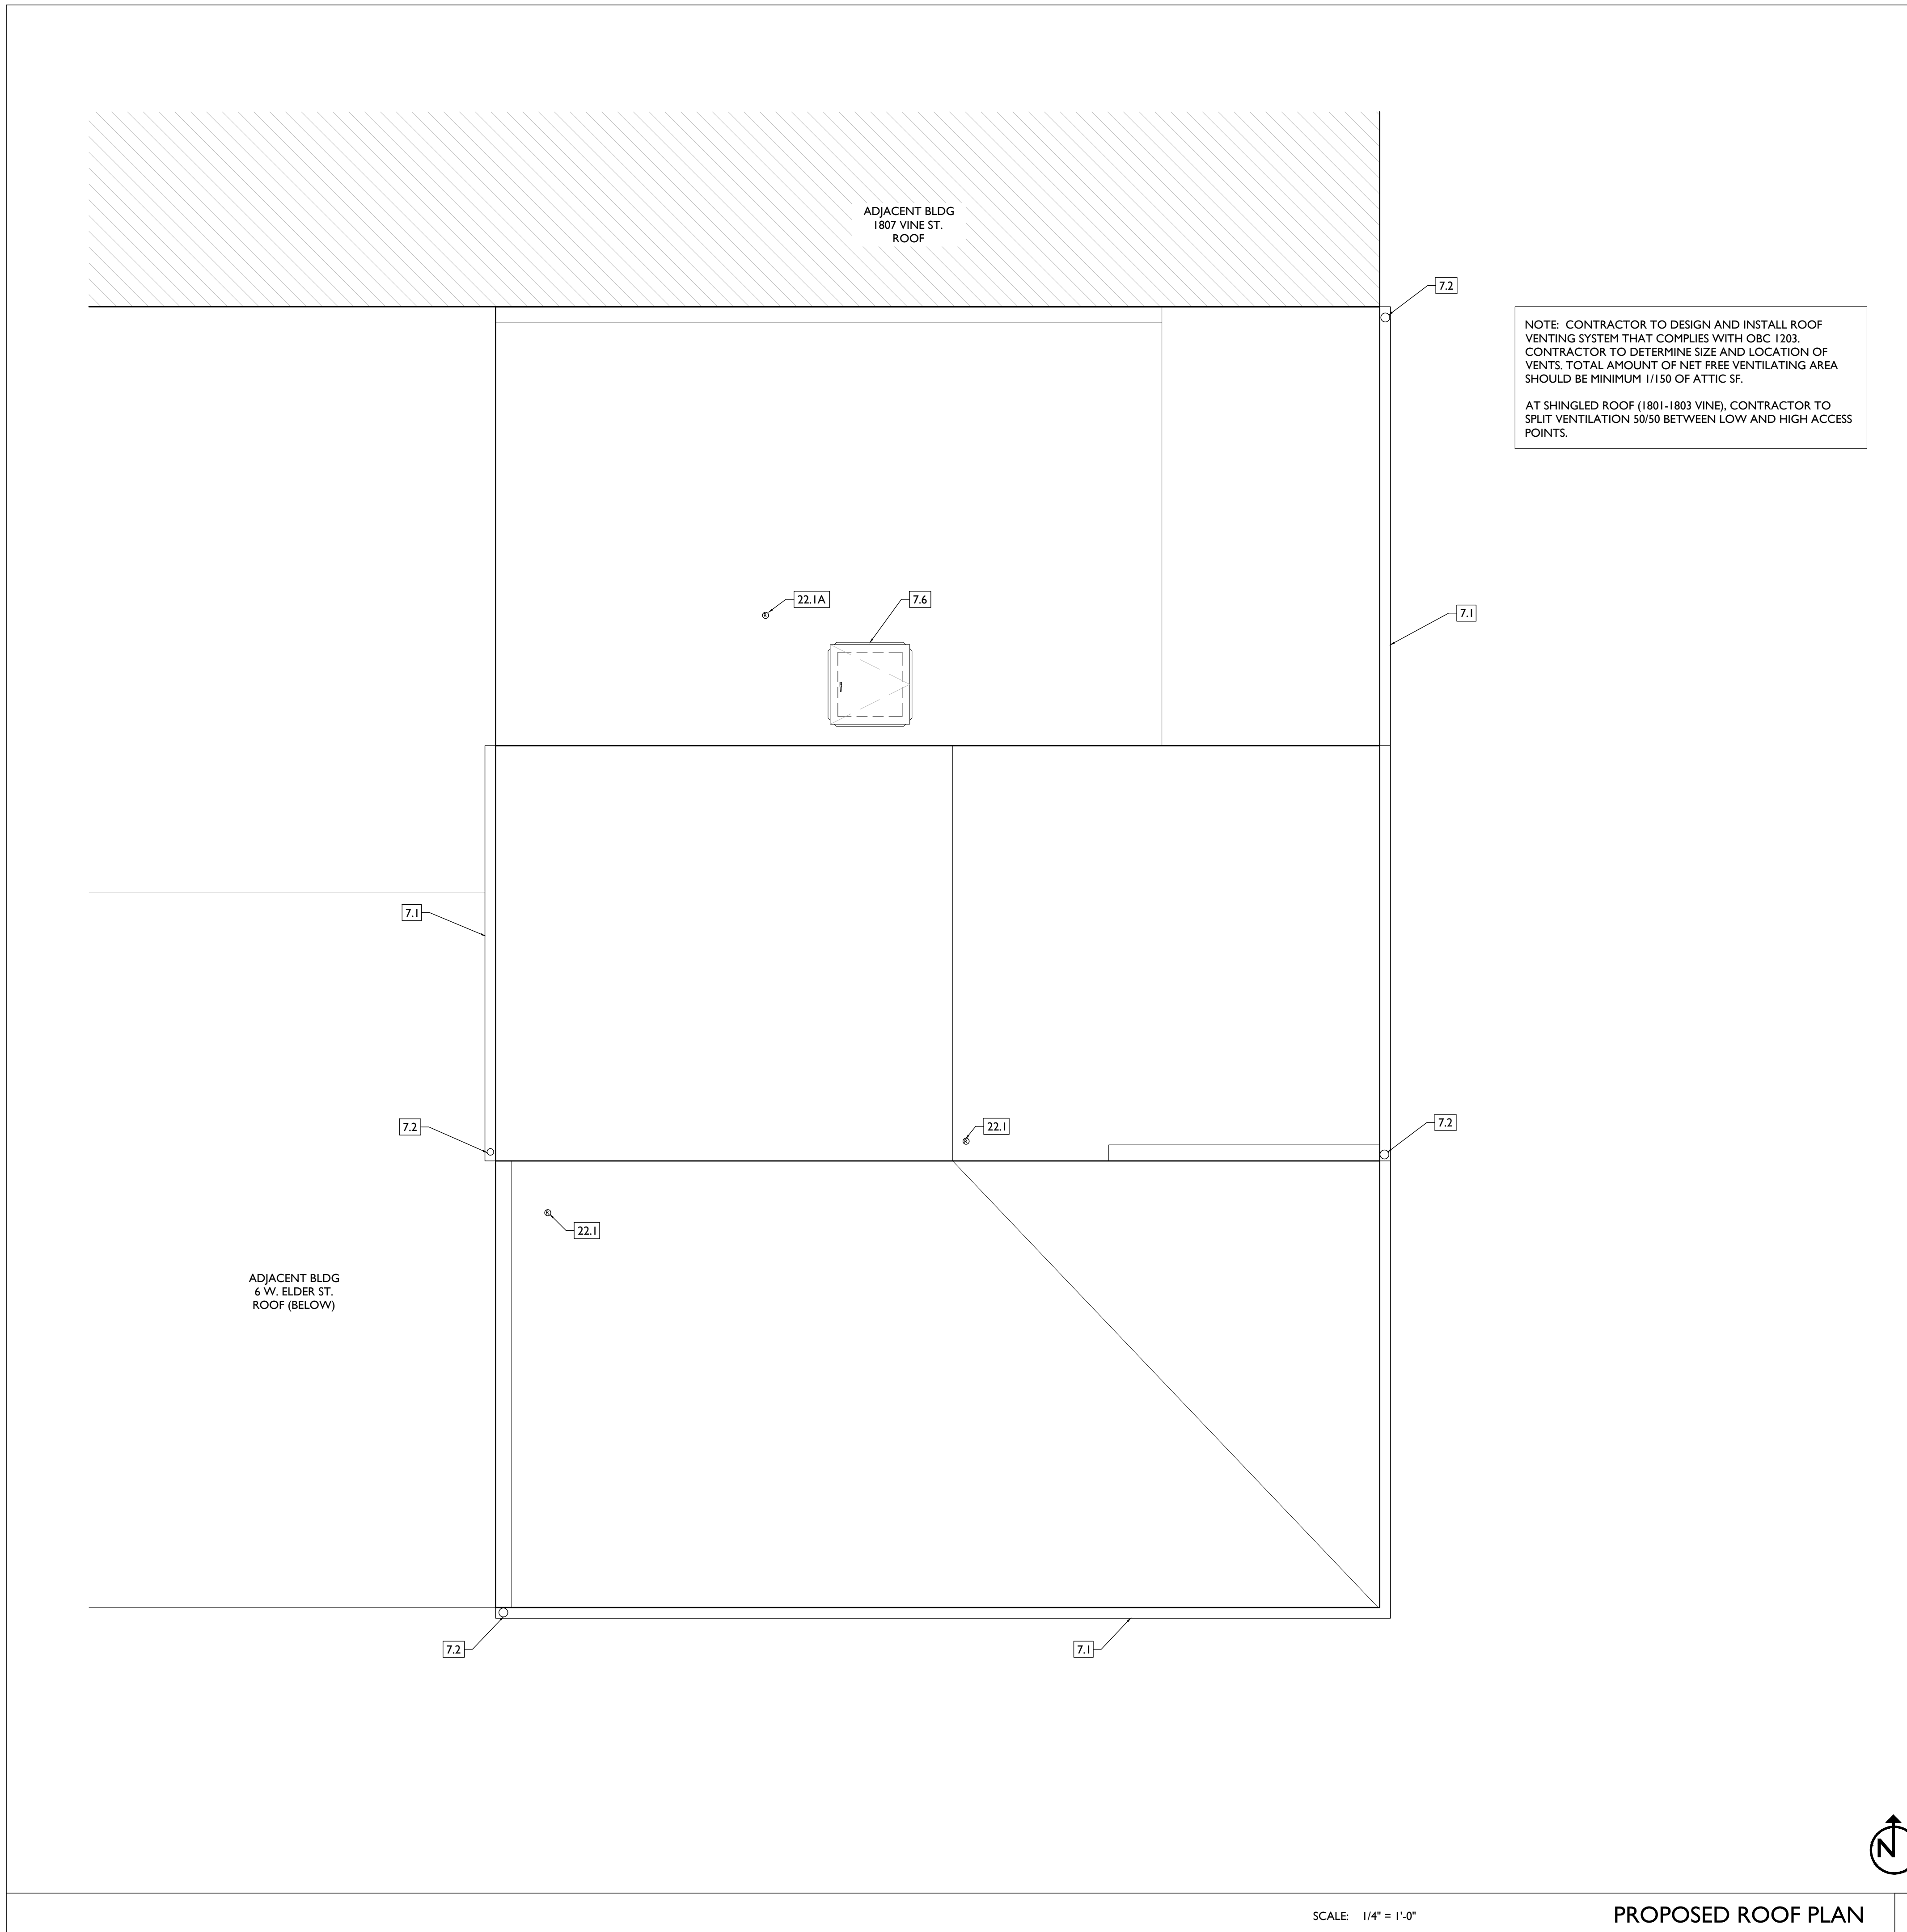 ADJACENT BLDG
1807 VINE ST.
ROOF
7.2
NOTE: CONTRACTOR TO DESIGN AND INSTALL ROOF
VENTING SYSTEM THAT COMPLIES WITH OBC 1203.
CONTRACTOR TO DETERMINE SIZE AND LOCATION OF
VENTS. TOTAL AMOUNT OF NET FREE VENTILATING AREA
SHOULD BE MINIMUM 1/150 OF ATTIC SF.
AT SHINGLED ROOF (1801-1803 VINE), CONTRACTOR TO
SPLIT VENTILATION 50/50 BETWEEN LOW AND HIGH ACCESS
POINTS.
22.1A
7.6
7.1
7.1
7.2
22.1
7.2
22.1
ADJACENT BLDG
6 W. ELDER ST.
ROOF (BELOW)
7.2
7.1
N
SCALE: 1/4" = 1'-0"
PROPOSED ROOF PLAN